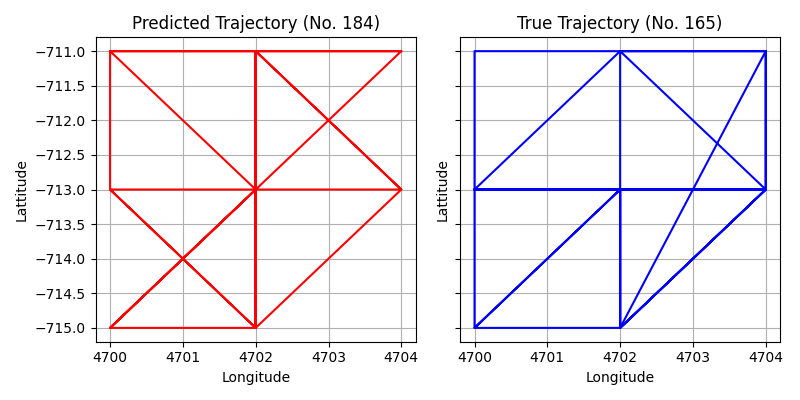 Predicted Trajectory (No. 184)
True Trajectory (No. 165)
−711.0
−711.5
−712.0
−712.5
−713.0
−713.5
−714.0
−714.5
−715.0
Lattitude
Lattitude
4700 4701 4702 4703 4704
4700 4701 4702 4703 4704
Longitude
Longitude